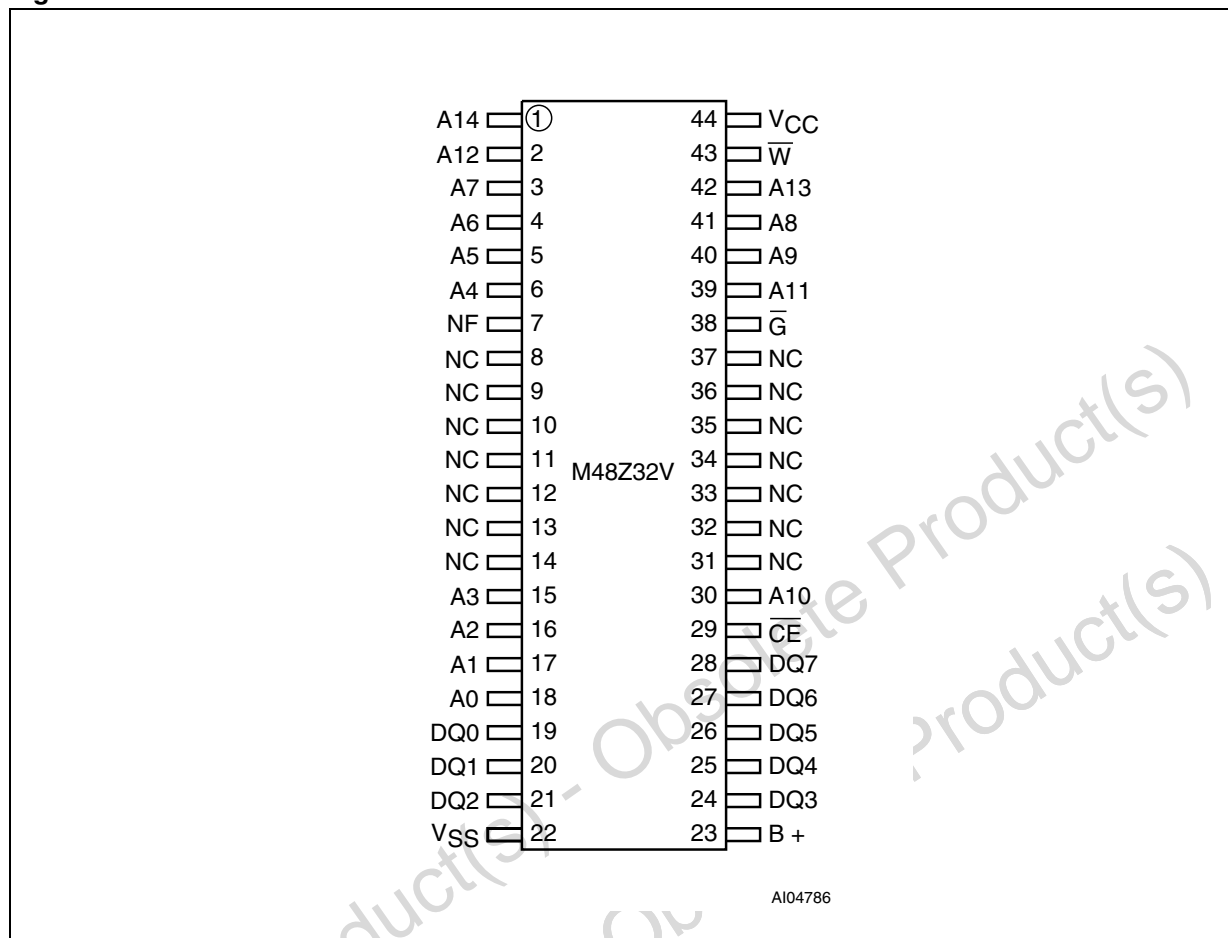 A14 1 44 VCC
A12 2 43 W
A7 3 42 A13
A6 4 41 A8
A5 5 40 A9
A4 6 39 A11
NF 7 38 G
NC 8 37 NC
NC 9 36 NC
NC 10 35 NC
NC 11 34 NC
M48Z32V
NC 12 33 NC
NC 13 32 NC
NC 14 31 NC
A3 15 30 A10
A2 16 29 CE
A1 17 28 DQ7
A0 18 27 DQ6
DQ0 19 26 DQ5
DQ1 20 25 DQ4
DQ2 21 24 DQ3
VSS 22 23 B +
AI04786
duct(s) - Obsolete Product(s)
Product(s)